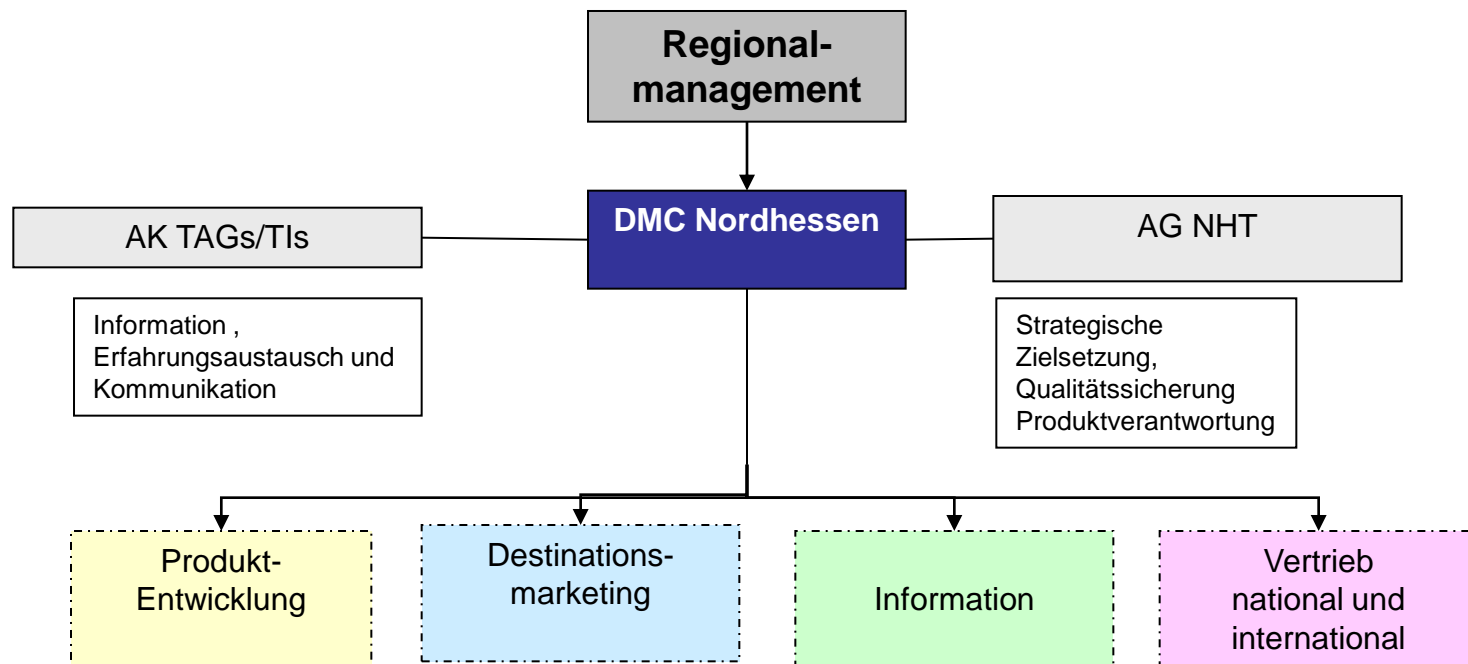 Regional-
management
DMC Nordhessen
AK TAGs/TIs
AG NHT
Information ,
Erfahrungsaustausch und
Kommunikation
Strategische
Zielsetzung,
Qualitätssicherung
Produktverantwortung
Produkt-
Entwicklung
Destinations-
marketing
Information
Vertrieb
national und
international